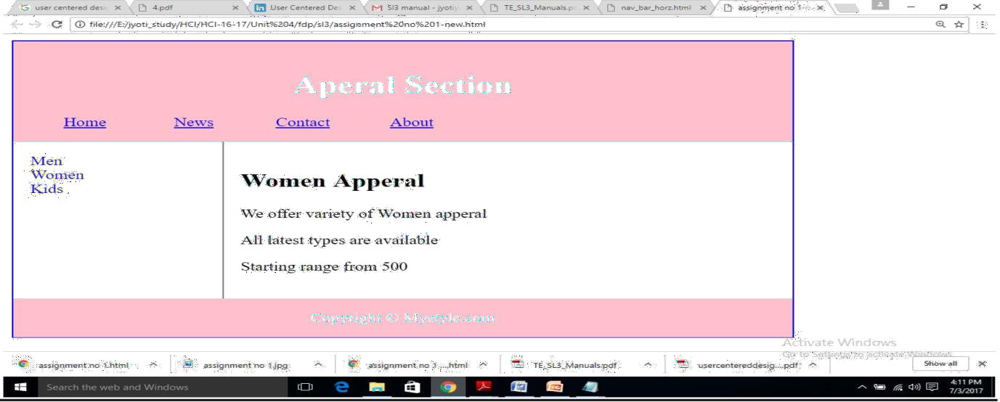 user centered desi
4.pdf
User Centered Des
Sl3 manual - jyotiy
TE_SL3_Manuals.pd
nav_bar_horz.html
assignment no 1-
file:///E:/jyoti_study/HCI/HCI-16-17/Unit%204/fdp/sl3/assignment%20no%201-new.html
Aperal Section
Home News Contact About
Men
Women
Kids
Women Apperal
We offer variety of Women apperal
All latest types are available
Starting range from 500
Copyright © Mystyle.com
Activate Windows
Go to Settings to activate Windows.
assignment no 1.html
assignment no 1.jpg
assignment no 1....html
TE_SL3_Manuals.pdf
usercentereddesig....pdf
Show all
Search the web and Windows
4:11 PM
7/3/2017